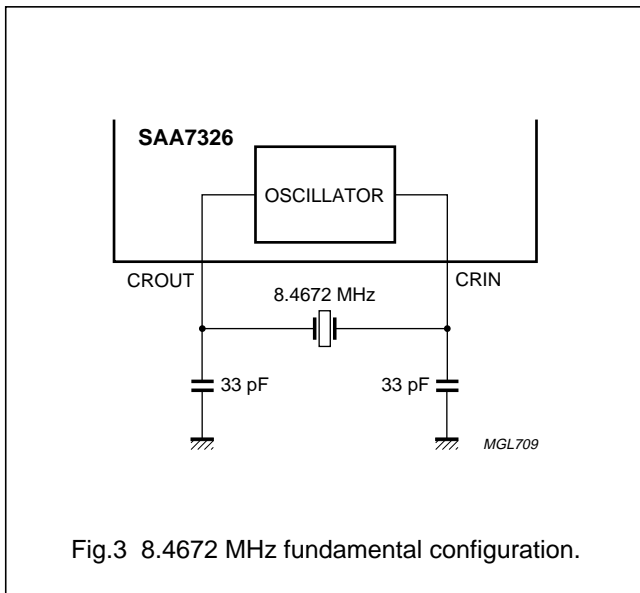 SAA7326
OSCILLATOR
CROUT
CRIN
8.4672 MHz
33 pF
33 pF
MGL709
Fig.3 8.4672 MHz fundamental configuration.